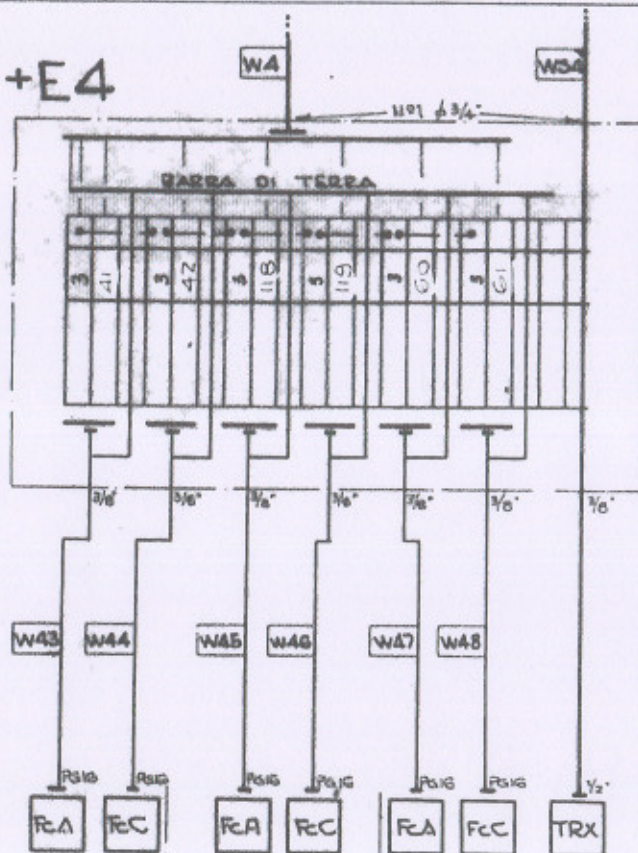 W4
W54
+E4
N°1 φ 3/4"
BARRA DI TERRA
3 41 3 42 3 118 3 119 3 60 3 61
3/8" 3/8" 3/8" 3/8" 3/8" 3/8" 3/8"
W43 W44 W45 W46 W47 W48
PG16 PG16 PG16 PG16 PG16 PG16 1/2"
FcA FcC FcA FcC FcA FcC TRX